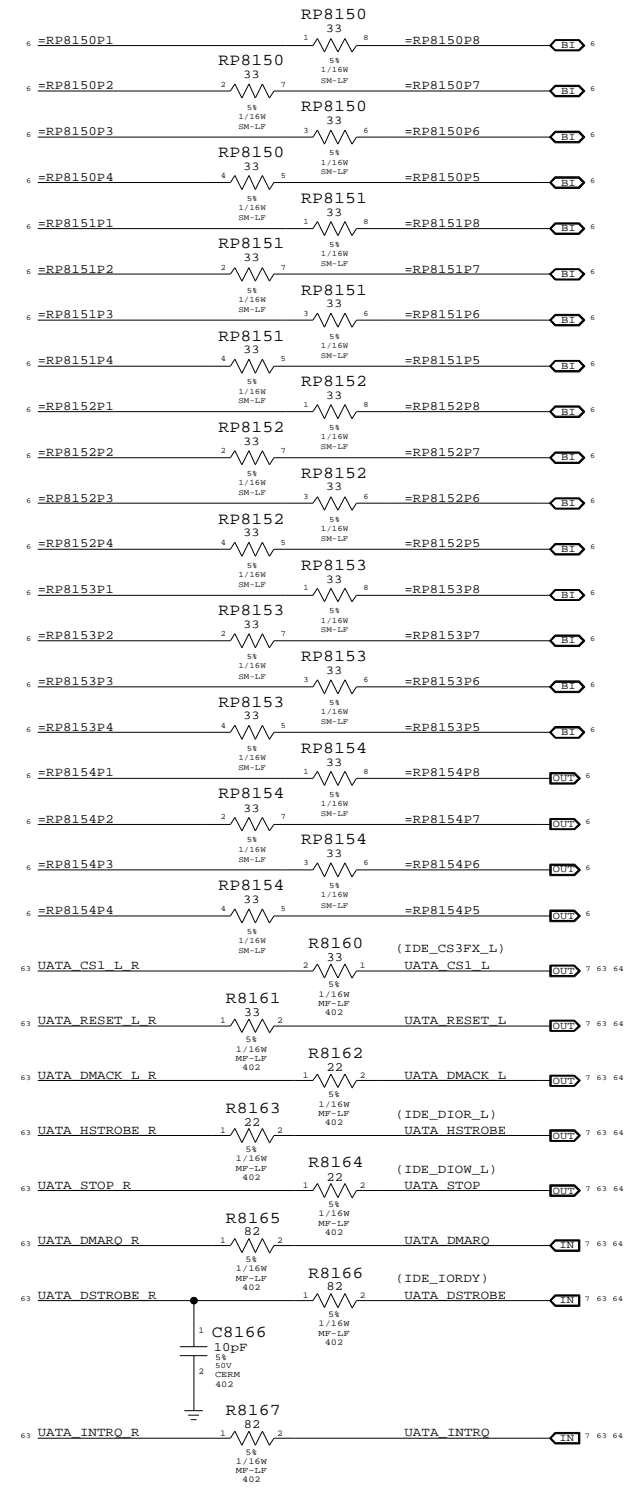 RP8150
33
6 =RP8150P1 1 8 =RP8150P8 BI 6
5%
1/16W
SM-LF
RP8150
33
6 =RP8150P2 2 7 =RP8150P7 BI 6
5%
1/16W
SM-LF
RP8150
33
6 =RP8150P3 3 6 =RP8150P6 BI 6
5%
1/16W
SM-LF
RP8150
33
6 =RP8150P4 4 5 =RP8150P5 BI 6
5%
1/16W
SM-LF
RP8151
33
6 =RP8151P1 1 8 =RP8151P8 BI 6
5%
1/16W
SM-LF
RP8151
33
6 =RP8151P2 2 7 =RP8151P7 BI 6
5%
1/16W
SM-LF
RP8151
33
6 =RP8151P3 3 6 =RP8151P6 BI 6
5%
1/16W
SM-LF
RP8151
33
6 =RP8151P4 4 5 =RP8151P5 BI 6
5%
1/16W
SM-LF
RP8152
33
6 =RP8152P1 1 8 =RP8152P8 BI 6
5%
1/16W
SM-LF
RP8152
33
6 =RP8152P2 2 7 =RP8152P7 BI 6
5%
1/16W
SM-LF
RP8152
33
6 =RP8152P3 3 6 =RP8152P6 BI 6
5%
1/16W
SM-LF
RP8152
33
6 =RP8152P4 4 5 =RP8152P5 BI 6
5%
1/16W
SM-LF
RP8153
33
6 =RP8153P1 1 8 =RP8153P8 BI 6
5%
1/16W
SM-LF
RP8153
33
6 =RP8153P2 2 7 =RP8153P7 BI 6
5%
1/16W
SM-LF
RP8153
33
6 =RP8153P3 3 6 =RP8153P6 BI 6
5%
1/16W
SM-LF
RP8153
33
6 =RP8153P4 4 5 =RP8153P5 BI 6
5%
1/16W
SM-LF
RP8154
33
6 =RP8154P1 1 8 =RP8154P8 OUT 6
5%
1/16W
SM-LF
RP8154
33
6 =RP8154P2 2 7 =RP8154P7 OUT 6
5%
1/16W
SM-LF
RP8154
33
6 =RP8154P3 3 6 =RP8154P6 OUT 6
5%
1/16W
SM-LF
RP8154
33
6 =RP8154P4 4 5 =RP8154P5 OUT 6
5%
1/16W
SM-LF
R8160 (IDE_CS3FX_L)
33
63 UATA_CS1_L_R 2 1 UATA_CS1_L OUT 7 63 64
5%
1/16W
MF-LF
402
R8161
33
63 UATA_RESET_L_R 1 2 UATA_RESET_L OUT 7 63 64
5%
1/16W
MF-LF
402
R8162
22
63 UATA_DMACK_L_R 1 2 UATA_DMACK_L OUT 7 63 64
5%
1/16W
MF-LF
402
R8163 (IDE_DIOR_L)
22
63 UATA_HSTROBE_R 1 2 UATA_HSTROBE OUT 7 63 64
5%
1/16W
MF-LF
402
R8164 (IDE_DIOW_L)
22
63 UATA_STOP_R 1 2 UATA_STOP OUT 7 63 64
5%
1/16W
MF-LF
402
R8165
82
63 UATA_DMARQ_R 1 2 UATA_DMARQ IN 7 63 64
5%
1/16W
MF-LF
402
R8166 (IDE_IORDY)
82
63 UATA_DSTROBE_R 1 2 UATA_DSTROBE IN 7 63 64
5%
1/16W
MF-LF
402
1 C8166
10pF
5%
50V
2 CERM
402
R8167
82
63 UATA_INTRQ_R 1 2 UATA_INTRQ IN 7 63 64
5%
1/16W
MF-LF
402